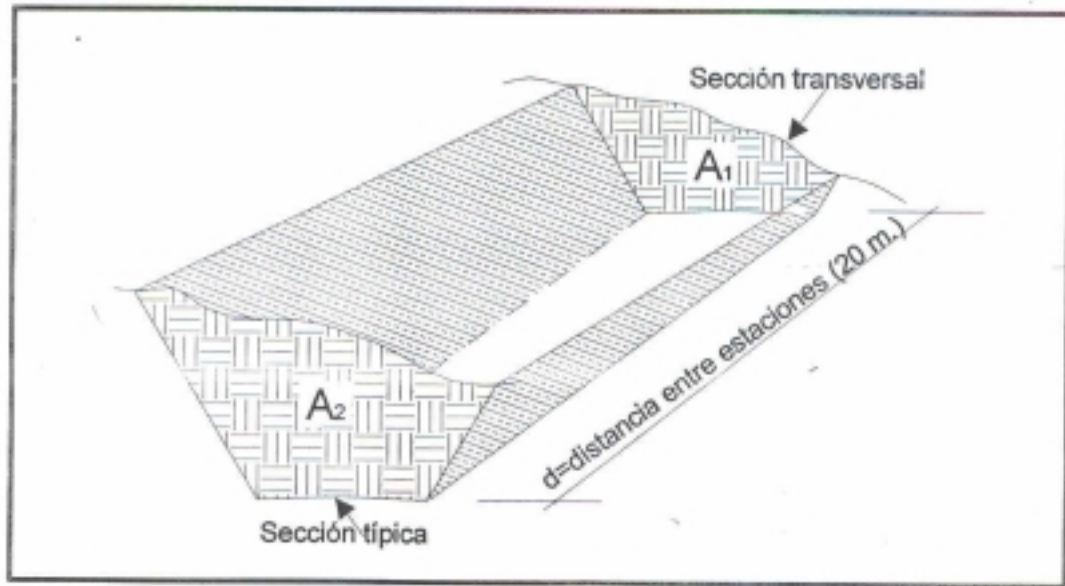 Sección transversal
A1
d=distancia entre estaciones (20 m.)
A2
Sección típica